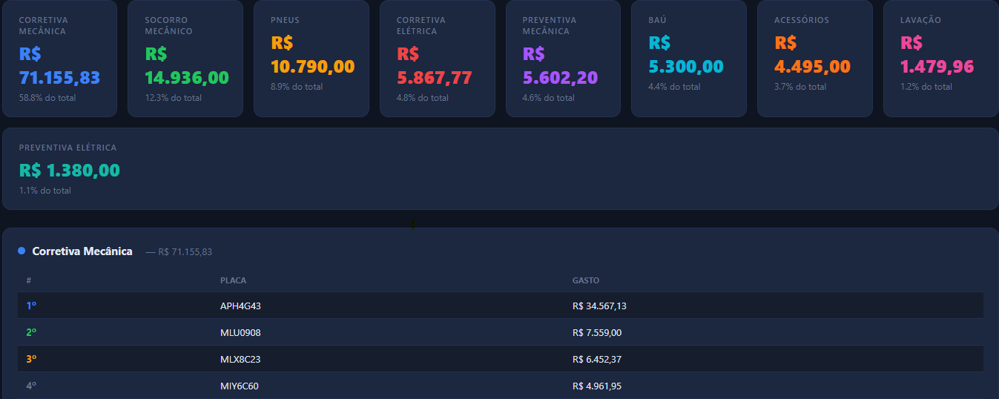 CORRETIVA
MECÂNICA
R$
71.155,83
58.8% do total
SOCORRO
MECÂNICO
R$
14.936,00
12.3% do total
PNEUS
R$
10.790,00
8.9% do total
CORRETIVA
ELÉTRICA
R$
5.867,77
4.8% do total
PREVENTIVA
MECÂNICA
R$
5.602,20
4.6% do total
BAÚ
R$
5.300,00
4.4% do total
ACESSÓRIOS
R$
4.495,00
3.7% do total
LAVAÇÃO
R$
1.479,96
1.2% do total
PREVENTIVA ELÉTRICA
R$ 1.380,00
1.1% do total
Corretiva Mecânica — R$ 71.155,83
# PLACA GASTO
1º APH4G43 R$ 34.567,13
2º MLU0908 R$ 7.559,00
3º MLX8C23 R$ 6.452,37
4º MIY6C60 R$ 4.961,95